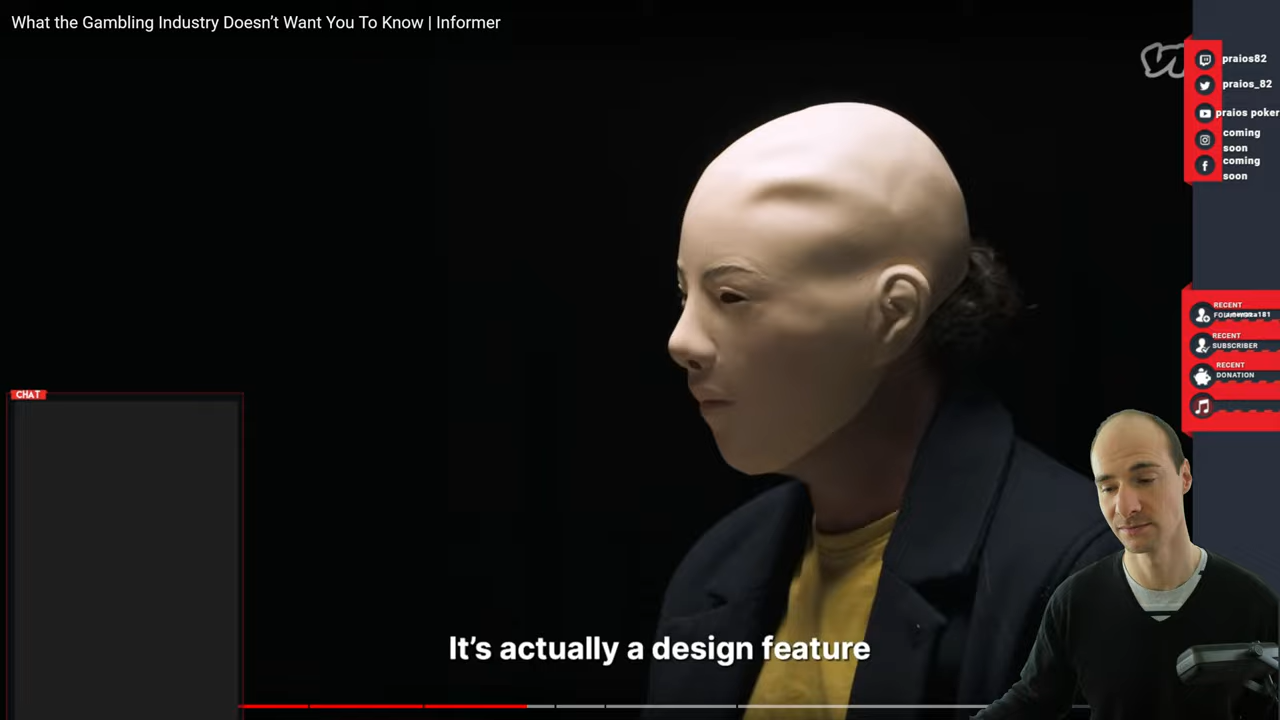 What the Gambling Industry Doesn't Want You To Know | Informer
praios82
praios_82
praios poker
coming
soon
coming
soon
RECENT
RECENT
SUBSCRIBER
RECENT
DONATION
CHAT
It's actually a design feature